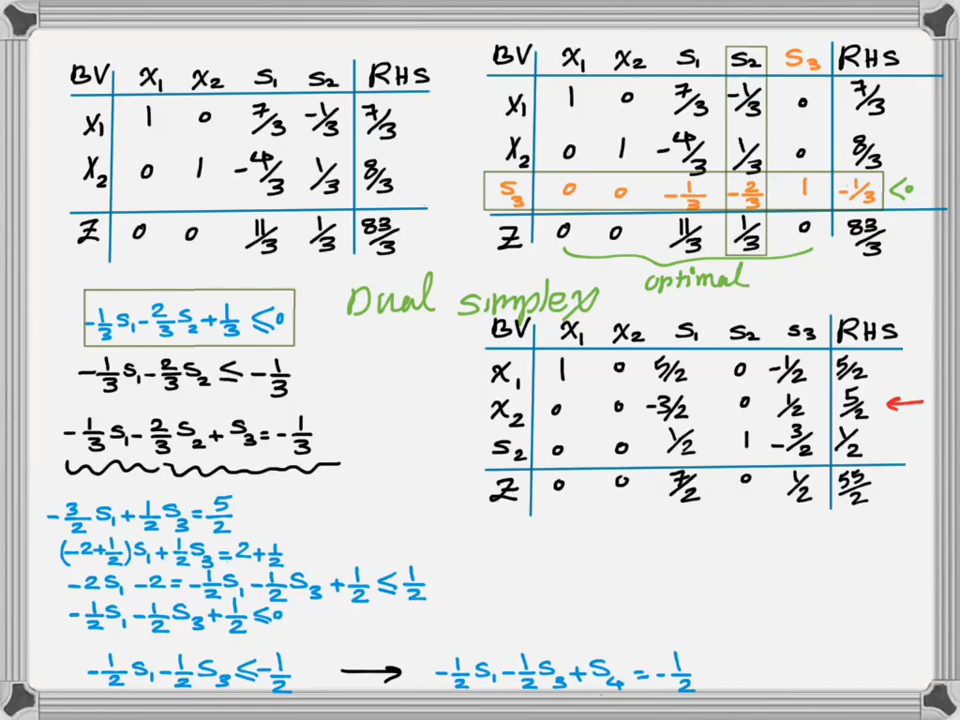 BV x₁ x₂ s₁ s₂ RHS
x₁ 1 0 7/3 -1/3 7/3
x₂ 0 1 -4/3 1/3 8/3
Z 0 0 11/3 1/3 83/3
BV x₁ x₂ s₁ s₂ s₃ RHS
x₁ 1 0 7/3 -1/3 0 7/3
x₂ 0 1 -4/3 1/3 0 8/3
s₃ 0 0 -1/3 -2/3 1 -1/3 <0
Z 0 0 11/3 1/3 0 83/3
optimal
Dual simplex
-1/3 s₁ - 2/3 s₂ + 1/3 ≤ 0
-1/3 s₁ - 2/3 s₂ ≤ -1/3
-1/3 s₁ - 2/3 s₂ + s₃ = -1/3
BV x₁ x₂ s₁ s₂ s₃ RHS
x₁ 1 0 5/2 0 -1/2 5/2
x₂ 0 0 -3/2 0 1/2 5/2 ←
s₂ 0 0 1/2 1 -3/2 1/2
Z 0 0 7/2 0 1/2 55/2
-3/2 s₁ + 1/2 s₃ = 5/2
(-2+1/2)s₁ + 1/2 s₃ = 2 + 1/2
-2s₁ - 2 = -1/2 s₁ - 1/2 s₃ + 1/2 ≤ 1/2
-1/2 s₁ - 1/2 s₃ + 1/2 ≤ 0
-1/2 s₁ - 1/2 s₃ ≤ -1/2 → -1/2 s₁ - 1/2 s₃ + s₄ = -1/2